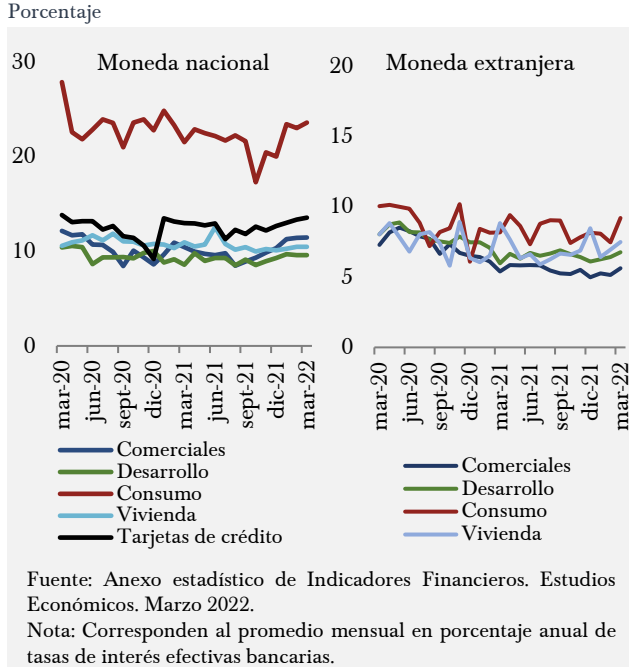 Porcentaje
Moneda nacional
30
20
10
0
mar-20
jun-20
sept-20
dic-20
mar-21
jun-21
sept-21
dic-21
mar-22
Comerciales
Desarrollo
Consumo
Vivienda
Tarjetas de crédito
Moneda extranjera
20
15
10
5
0
mar-20
jun-20
sept-20
dic-20
mar-21
jun-21
sept-21
dic-21
mar-22
Comerciales
Desarrollo
Consumo
Vivienda
Fuente: Anexo estadístico de Indicadores Financieros. Estudios
Económicos. Marzo 2022.
Nota: Corresponden al promedio mensual en porcentaje anual de
tasas de interés efectivas bancarias.